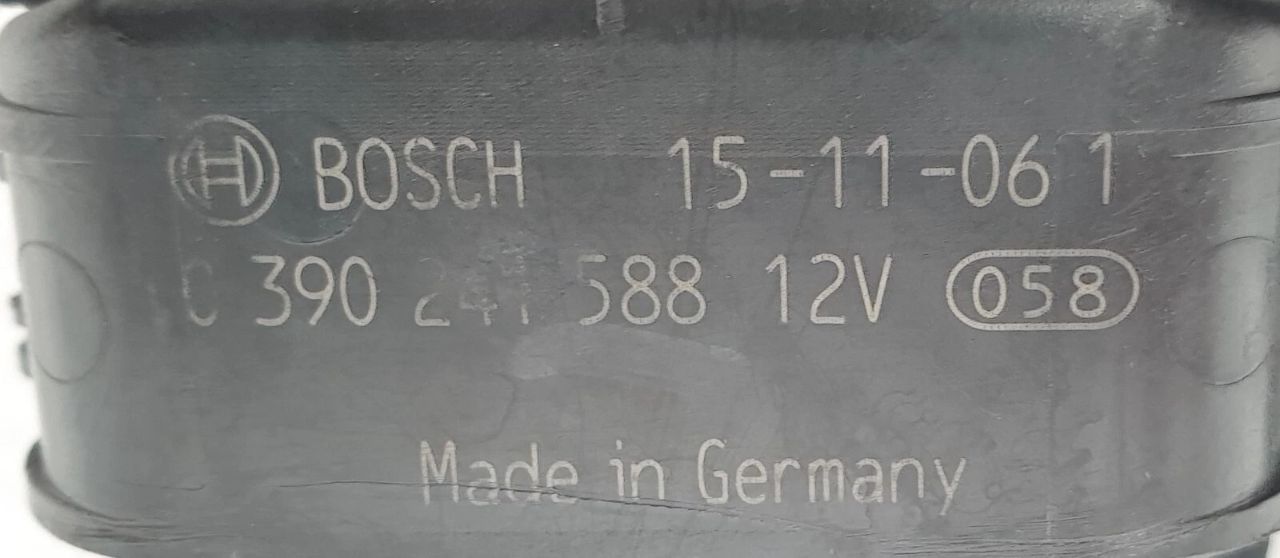 BOSCH 15-11-06 1
390 241 588 12V 058
Made in Germany